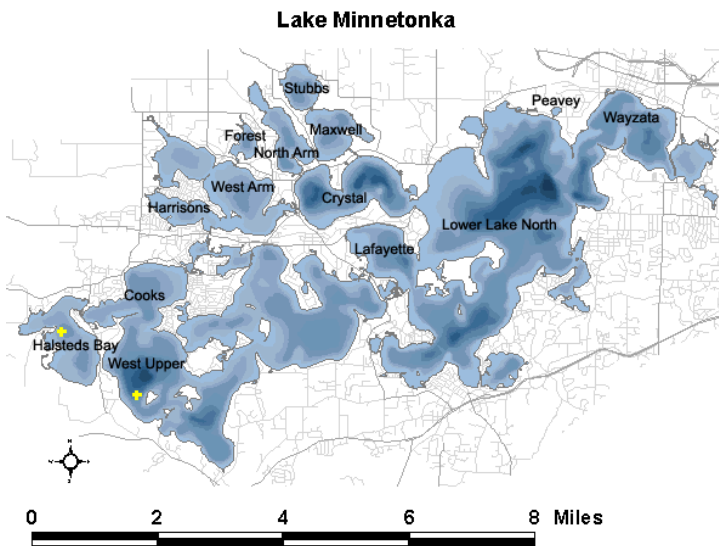 Lake Minnetonka
Stubbs
Peavey
Wayzata
Forest
Maxwell
North Arm
West Arm
Crystal
Harrisons
Lower Lake North
Lafayette
Cooks
Halsteds Bay
West Upper
0 2 4 6 8 Miles